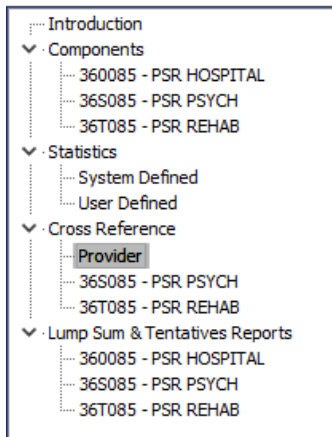 Introduction
Components
360085 - PSR HOSPITAL
36S085 - PSR PSYCH
36T085 - PSR REHAB
Statistics
System Defined
User Defined
Cross Reference
Provider
36S085 - PSR PSYCH
36T085 - PSR REHAB
Lump Sum & Tentatives Reports
360085 - PSR HOSPITAL
36S085 - PSR PSYCH
36T085 - PSR REHAB